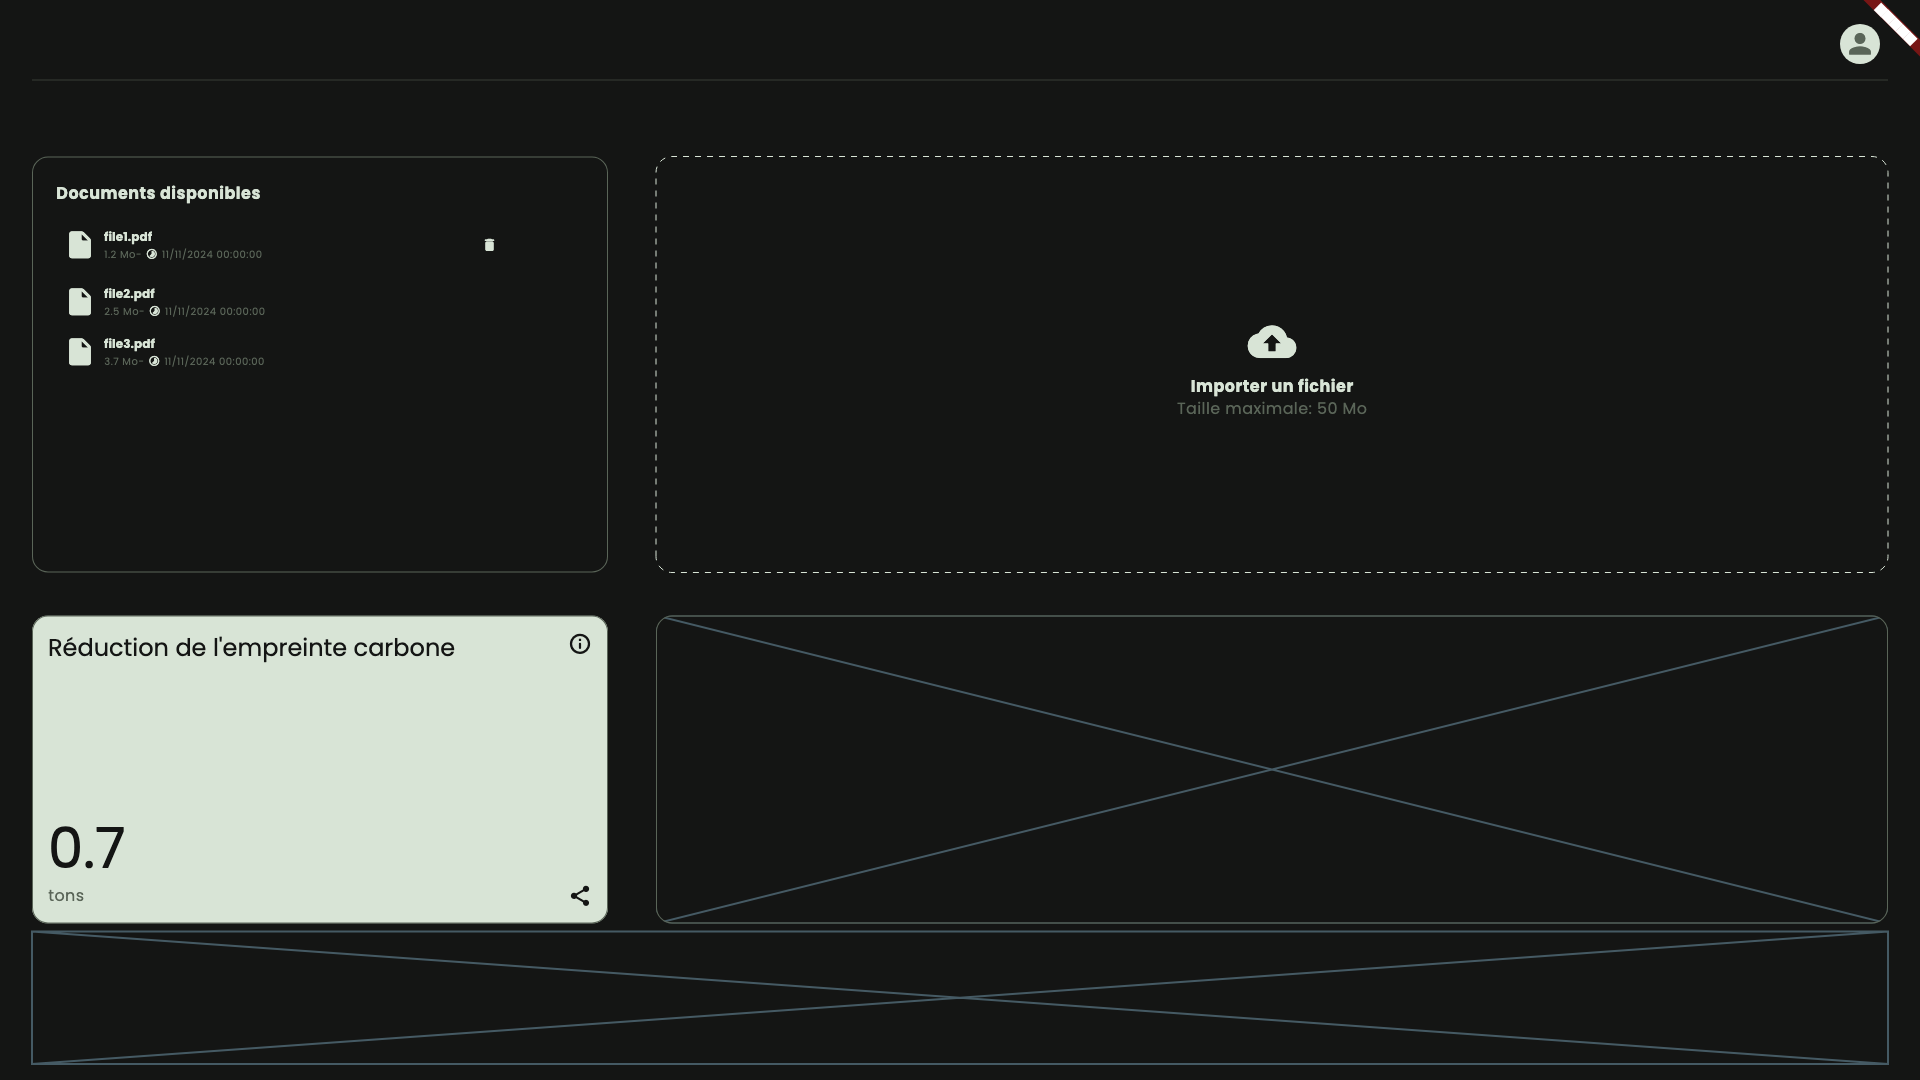 Documents disponibles
file1.pdf
1.2 Mo- 11/11/2024 00:00:00
file2.pdf
2.5 Mo- 11/11/2024 00:00:00
file3.pdf
3.7 Mo- 11/11/2024 00:00:00
Importer un fichier
Taille maximale: 50 Mo
Réduction de l'empreinte carbone
0.7
tons